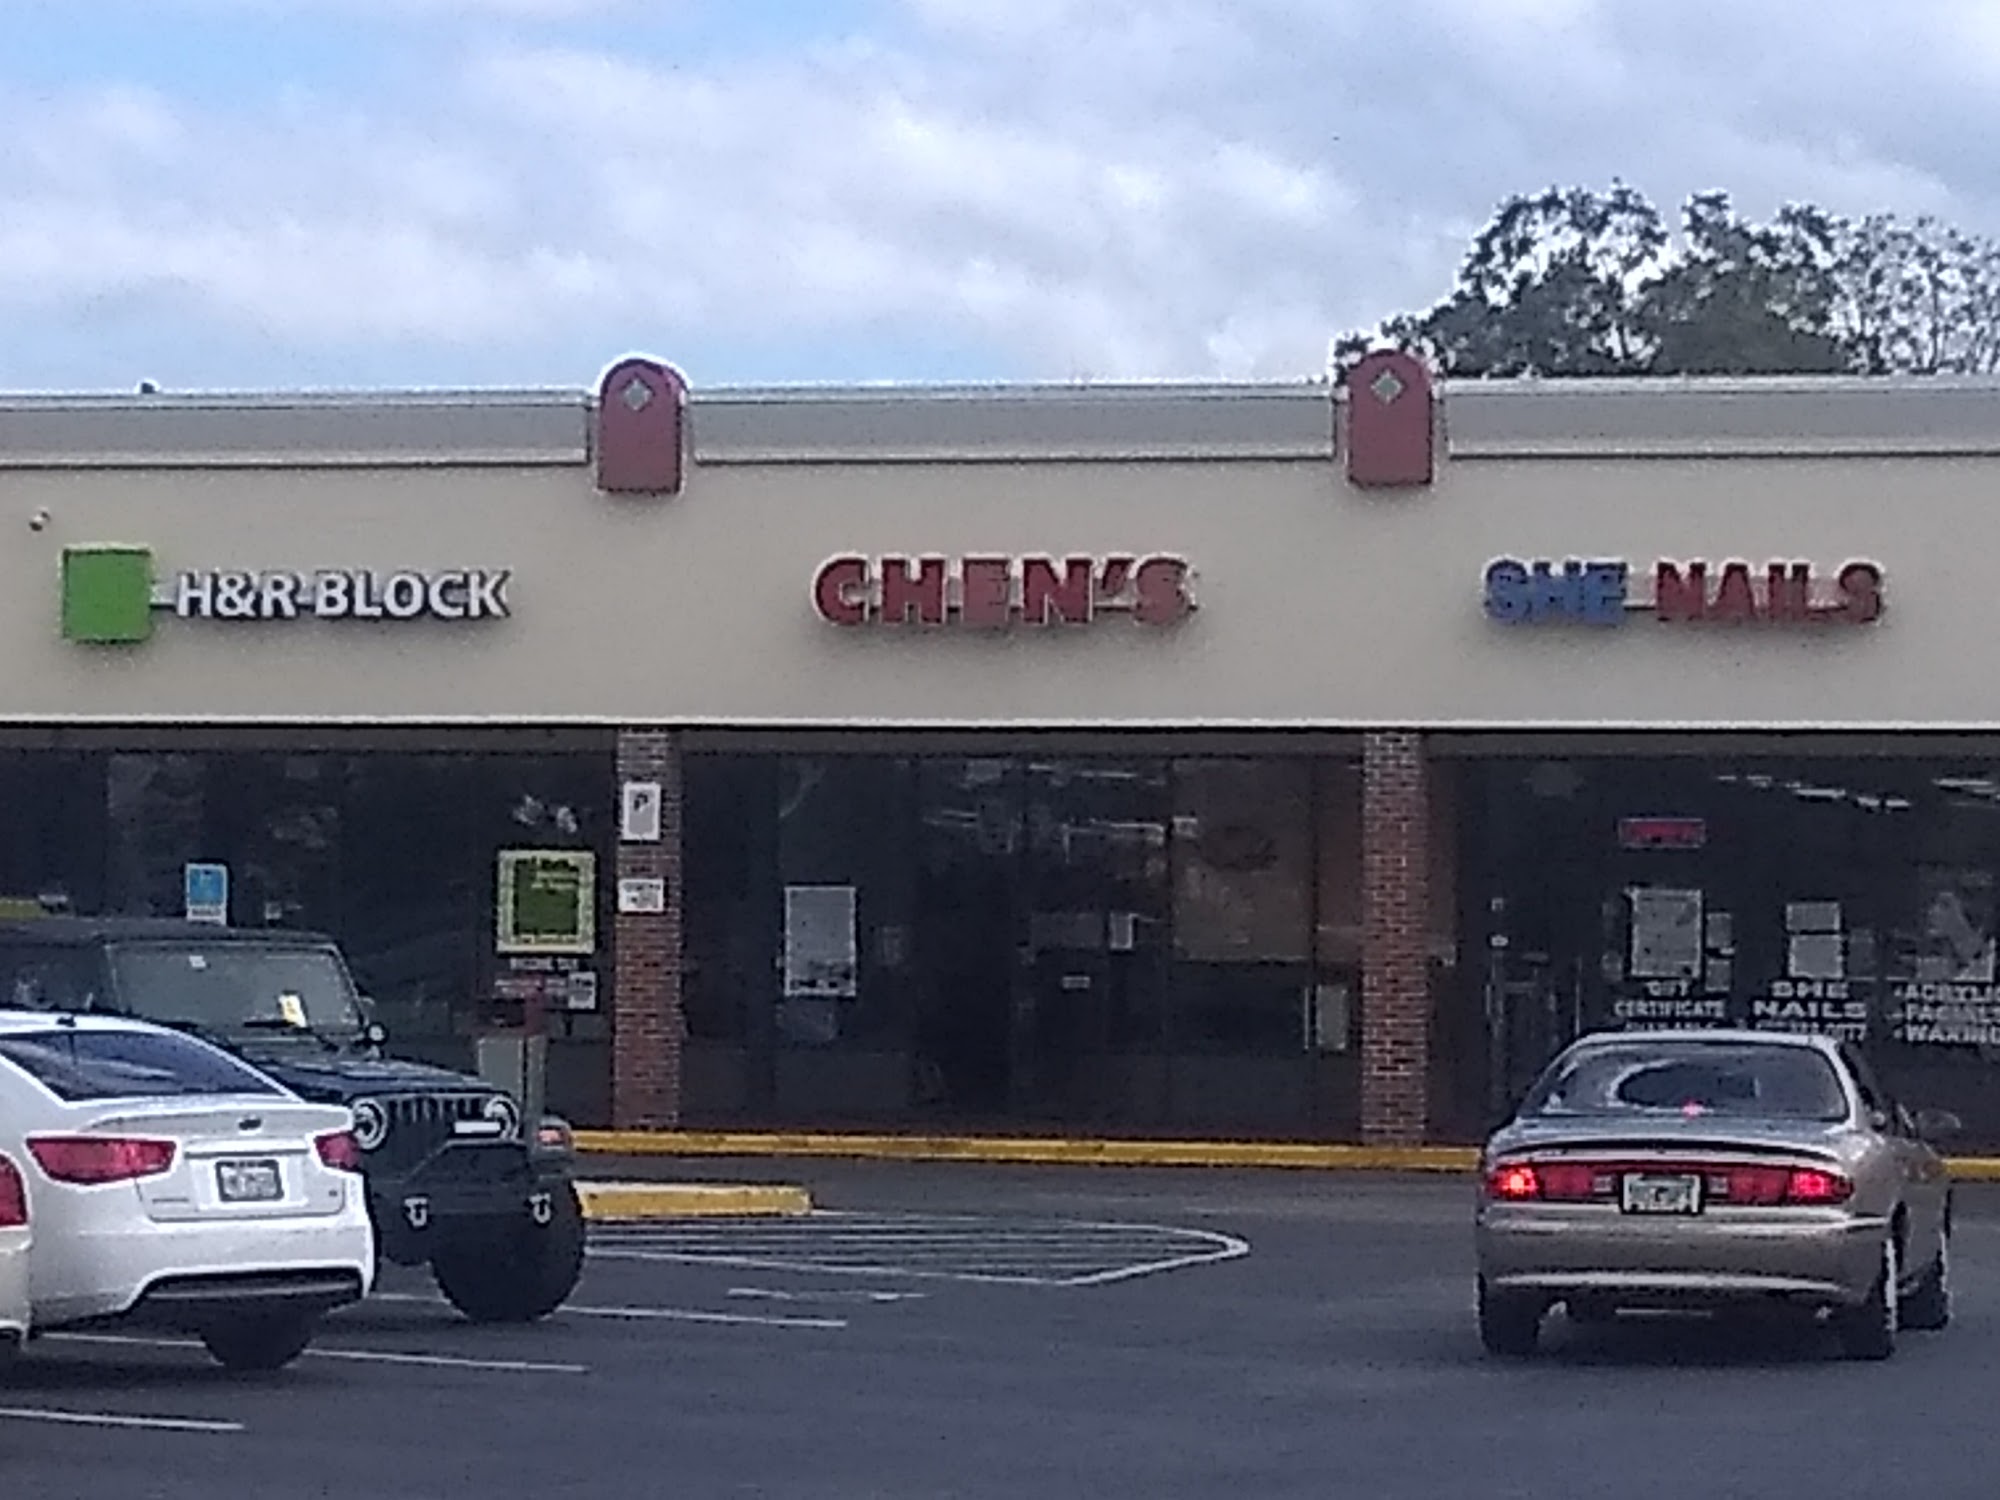 H&R BLOCK
CHEN'S
SHE NAILS
P
GIFT
CERTIFICATE
SHE
NAILS
ACRYLIC
FACIALS
WAXING